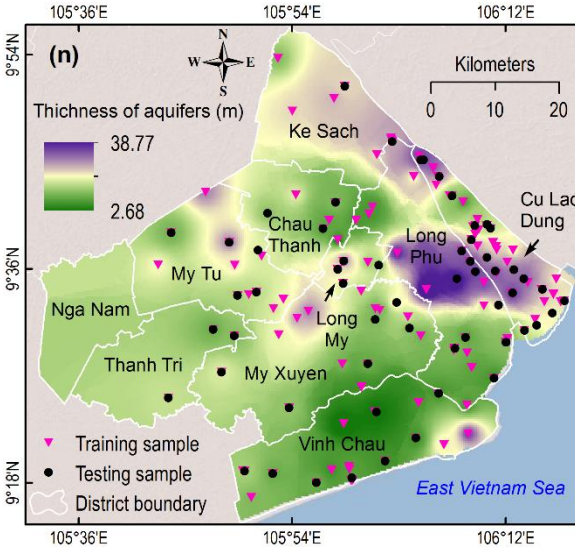 105°54'E
106°12'E
9°54'N
(n)
N
W
E
S
Kilometers
0
10
20
Thichness of aquifers (m)
38.77
2.68
Ke Sach
Cu Lao
Dung
Chau
Thanh
Long
Phu
9°36'N
My Tu
Nga Nam
Long
My
Thanh Tri
My Xuyen
Vinh Chau
Training sample
Testing sample
District boundary
9°18'N
East Vietnam Sea
105°36'E
105°54'E
106°12'E